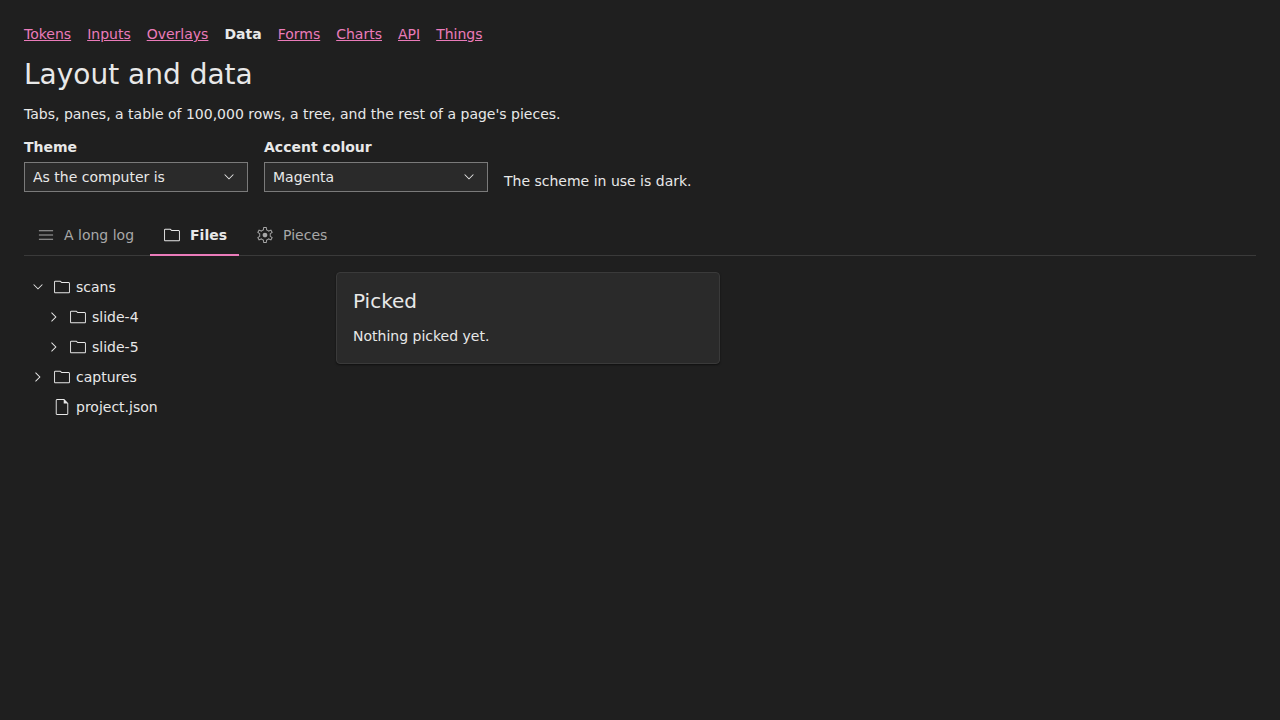 Tokens Inputs Overlays Data Forms Charts API Things
Layout and data
Tabs, panes, a table of 100,000 rows, a tree, and the rest of a page's pieces.
Theme Accent colour
As the computer is Magenta The scheme in use is dark.
A long log Files Pieces
scans
slide-4
slide-5
captures
project.json
Picked
Nothing picked yet.